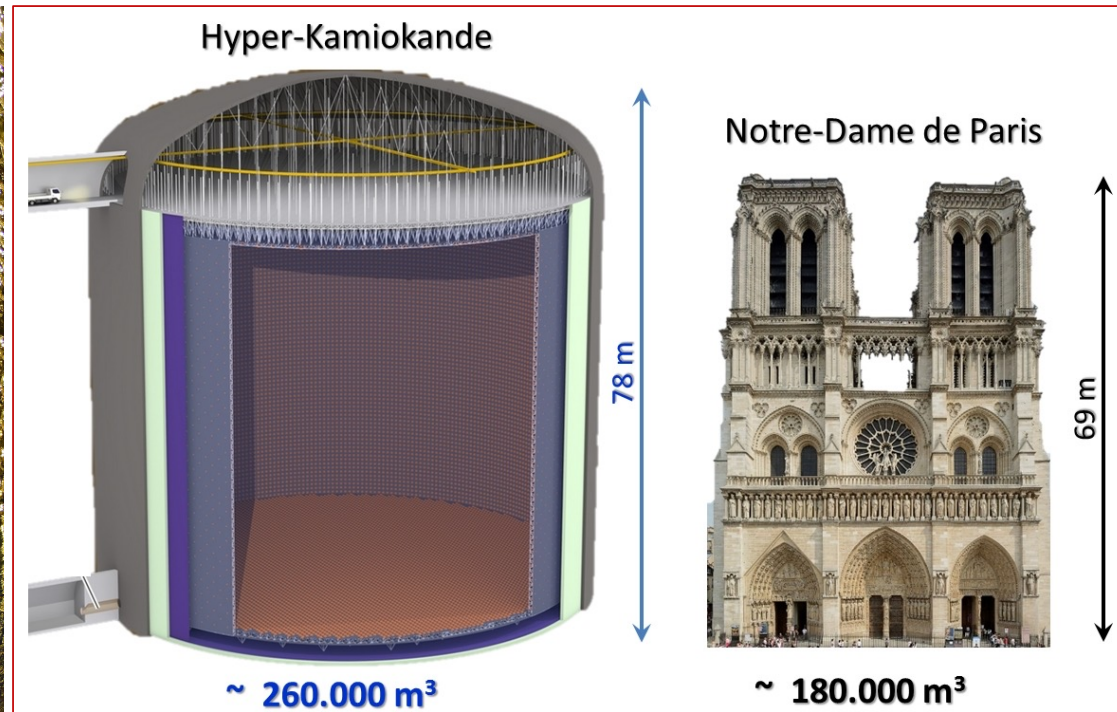 Hyper-Kamiokande
Notre-Dame de Paris
78 m
69 m
~ 260.000 m³
~ 180.000 m³